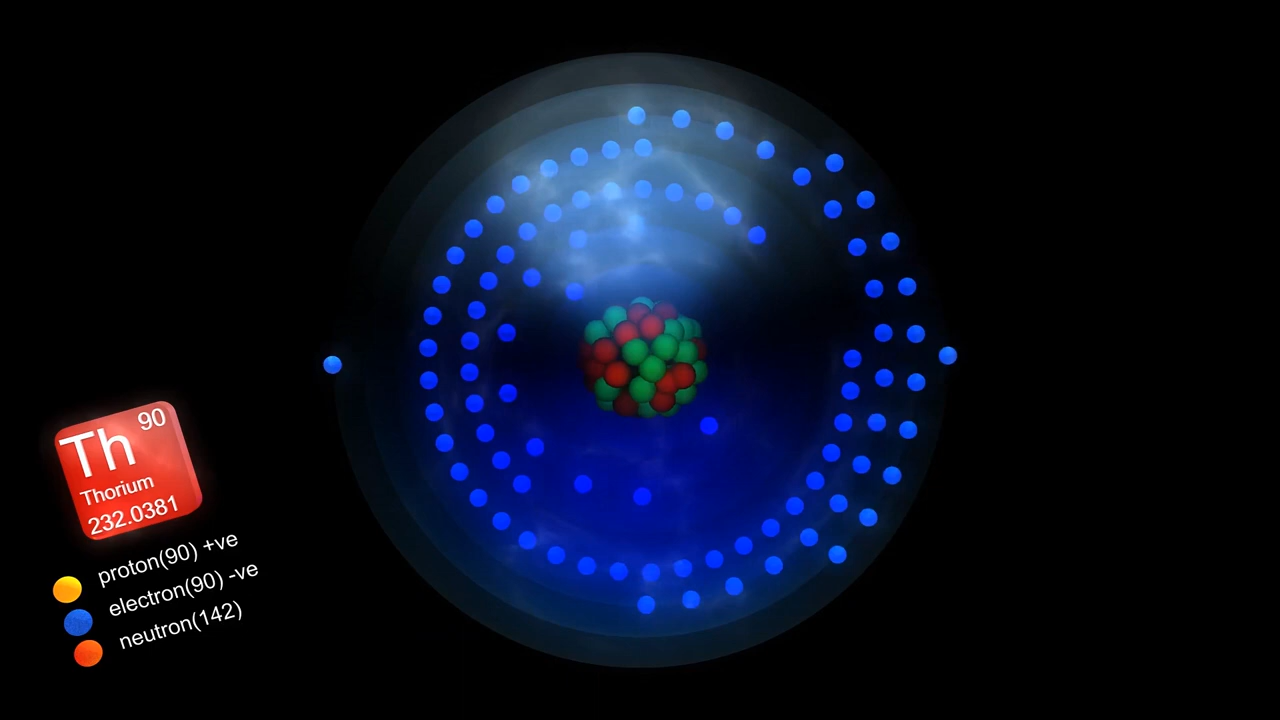 90
Th
Thorium
232.0381
proton(90) +ve
electron(90) -ve
neutron(142)